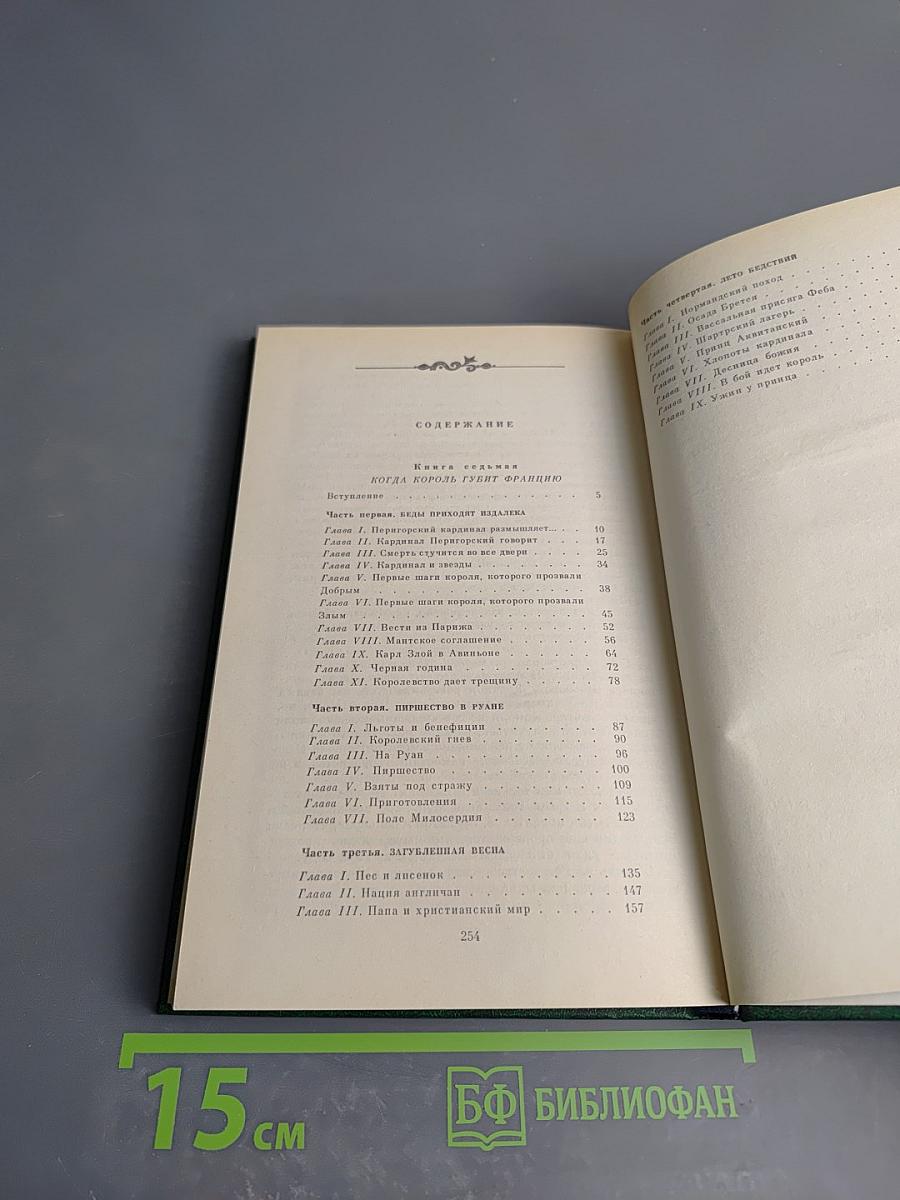 СОДЕРЖАНИЕ
Книга седьмая
КОГДА КОРОЛЬ ГУБИТ ФРАНЦИЮ
Вступление . . . . . . . . . . . . . 5
Часть первая. БЕДЫ ПРИХОДЯТ ИЗДАЛЕКА
Глава I. Перигорский кардинал размышляет... . . 10
Глава II. Кардинал Перигорский говорит . . . 17
Глава III. Смерть стучится во все двери . . . . 25
Глава IV. Кардинал и звезды . . . . . . . . 34
Глава V. Первые шаги короля, которого прозвали
Добрым . . . . . . . . . . . . . . . 38
Глава VI. Первые шаги короля, которого прозвали
Злым . . . . . . . . . . . . . . . . 45
Глава VII. Вести из Парижа . . . . . . . . 52
Глава VIII. Мантское соглашение . . . . . . 56
Глава IX. Карл Злой в Авиньоне . . . . . . 64
Глава X. Черная година . . . . . . . . . 72
Глава XI. Королевство дает трещину . . . . . 78
Часть вторая. ПИРШЕСТВО В РУАНЕ
Глава I. Льготы и бенефиции . . . . . . . 87
Глава II. Королевский гнев . . . . . . . . 90
Глава III. На Руан . . . . . . . . . . . 96
Глава IV. Пиршество . . . . . . . . . . 100
Глава V. Взяты под стражу . . . . . . . . 109
Глава VI. Приготовления . . . . . . . . . 115
Глава VII. Поле Милосердия . . . . . . . 123
Часть третья. ЗАГУБЛЕННАЯ ВЕСНА
Глава I. Пес и лисенок . . . . . . . . . . 135
Глава II. Нация англичан . . . . . . . . . 147
Глава III. Папа и христианский мир . . . . . 157
254
Часть четвертая. ЛЕТО БЕДСТВИЙ
Глава I. Нормандский поход
Глава II. Осада Бретея
Глава III. Вассальная присяга Феба
Глава IV. Шартрский лагерь
Глава V. Принц Аквитанский
Глава VI. Хлопоты кардинала
Глава VII. Десница божия
Глава VIII. В бой идет король
Глава IX. Ужин у принца
15 см
БФ БИБЛИОФАН